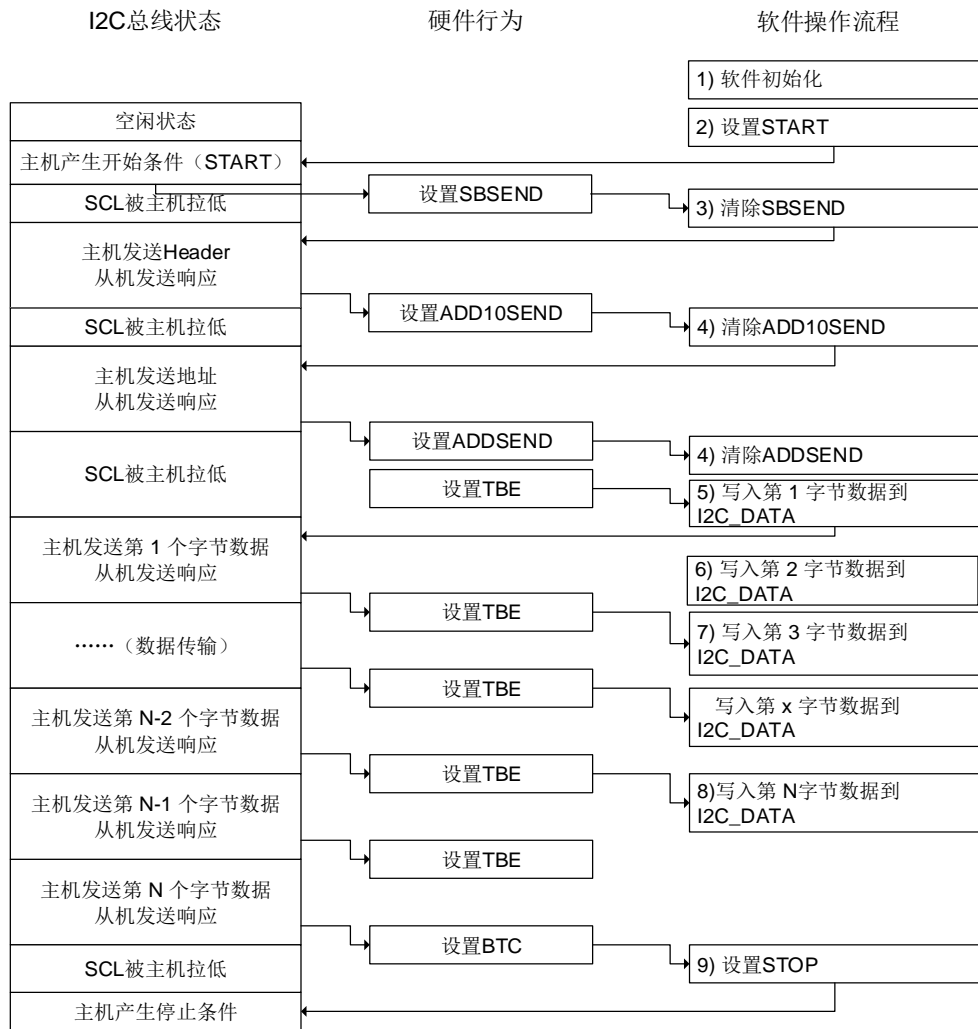 I2C总线状态
硬件行为
软件操作流程
1) 软件初始化
空闲状态
2) 设置START
主机产生开始条件（START）
SCL被主机拉低
设置SBSEND
3) 清除SBSEND
主机发送Header
从机发送响应
设置ADD10SEND
SCL被主机拉低
4) 清除ADD10SEND
主机发送地址
从机发送响应
设置ADDSEND
4) 清除ADDSEND
SCL被主机拉低
设置TBE
5) 写入第 1 字节数据到
I2C_DATA
主机发送第 1 个字节数据
从机发送响应
6) 写入第 2 字节数据到
I2C_DATA
设置TBE
7) 写入第 3 字节数据到
I2C_DATA
……（数据传输）
设置TBE
写入第 x 字节数据到
I2C_DATA
主机发送第 N-2 个字节数据
从机发送响应
设置TBE
8)写入第 N字节数据到
I2C_DATA
主机发送第 N-1 个字节数据
从机发送响应
设置TBE
主机发送第 N 个字节数据
从机发送响应
设置BTC
SCL被主机拉低
9) 设置STOP
主机产生停止条件